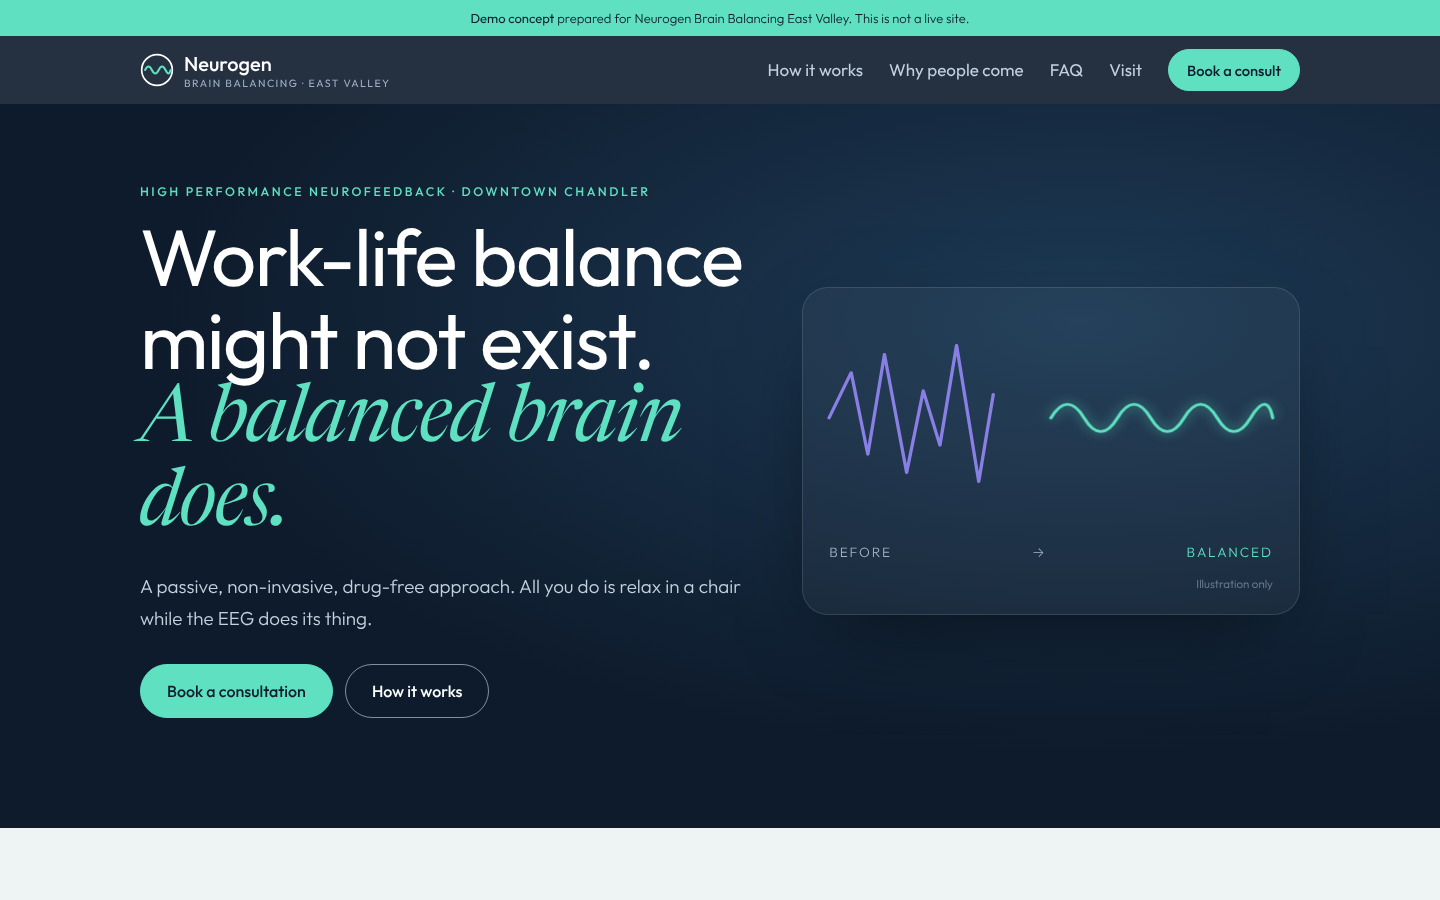 Demo concept prepared for Neurogen Brain Balancing East Valley. This is not a live site.
Neurogen
BRAIN BALANCING · EAST VALLEY
How it works
Why people come
FAQ
Visit
Book a consult
HIGH PERFORMANCE NEUROFEEDBACK · DOWNTOWN CHANDLER
Work-life balance
might not exist.
A balanced brain
does.
A passive, non-invasive, drug-free approach. All you do is relax in a chair
while the EEG does its thing.
Book a consultation
How it works
BEFORE
→
BALANCED
Illustration only